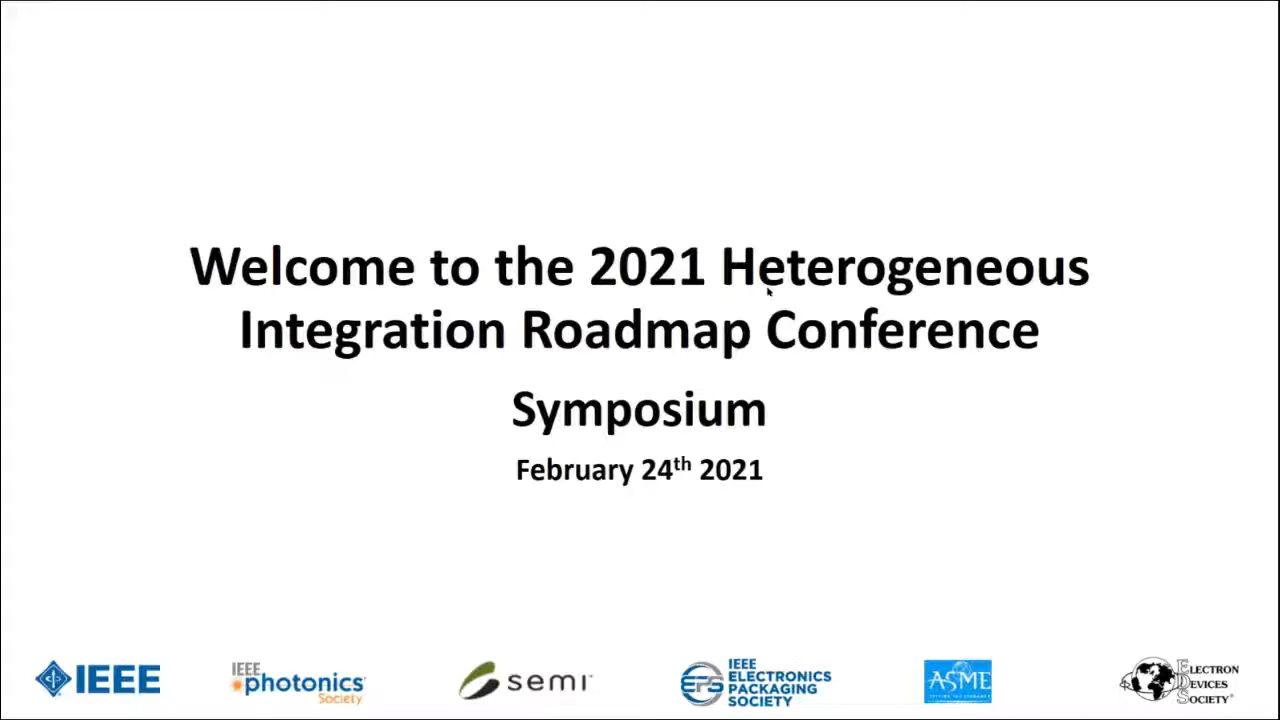 Welcome to the 2021 Heterogeneous
Integration Roadmap Conference
Symposium
February 24th 2021
IEEE
IEEE
photonics
Society
semi
EPS
IEEE
ELECTRONICS
PACKAGING
SOCIETY
ASME
ELECTRON
DEVICES
SOCIETY®